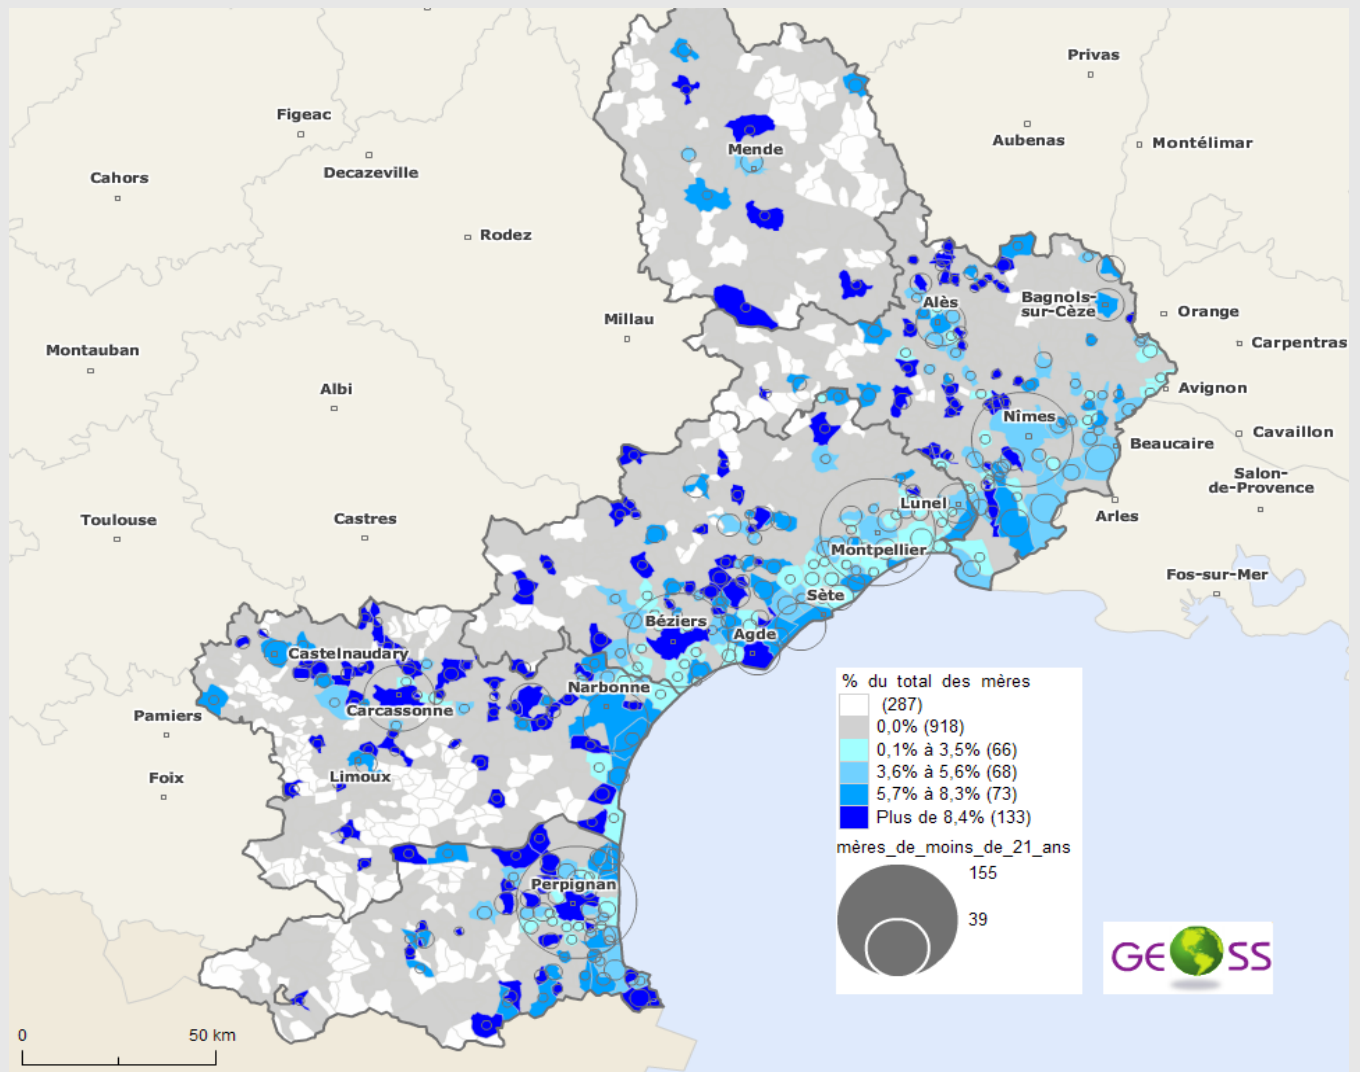 Privas
Figeac
Aubenas
Montélimar
Mende
Decazeville
Cahors
Rodez
Alès
Bagnols-
sur-Cèze
Orange
Millau
Carpentras
Montauban
Albi
Avignon
Nîmes
Beaucaire
Cavaillon
Salon-
de-Provence
Lunel
Arles
Toulouse
Castres
Montpellier
Fos-sur-Mer
Sète
Béziers
Agde
Castelnaudary
Narbonne
Carcassonne
Pamiers
Limoux
Foix
Perpignan
% du total des mères
(287)
0,0% (918)
0,1% à 3,5% (66)
3,6% à 5,6% (68)
5,7% à 8,3% (73)
Plus de 8,4% (133)
mères_de_moins_de_21_ans
155
39
GEOSS
0 50 km